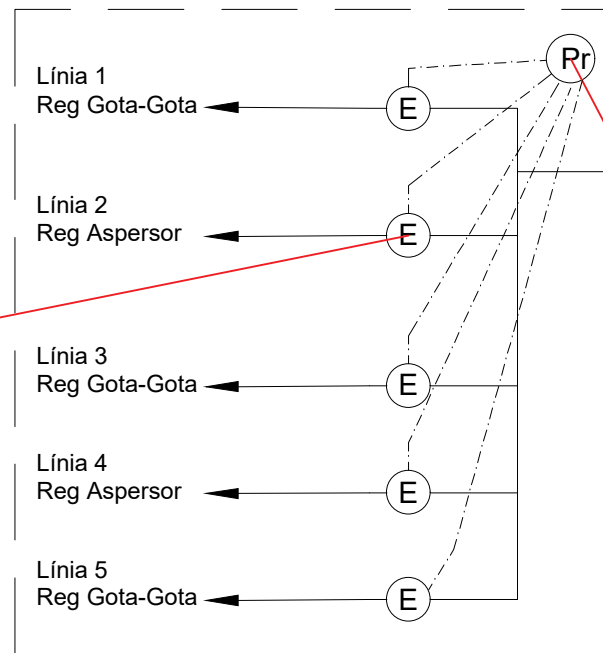 Pr
Línia 1
Reg Gota-Gota
E
Línia 2
Reg Aspersor
E
Línia 3
Reg Gota-Gota
E
Línia 4
Reg Aspersor
E
Línia 5
Reg Gota-Gota
E